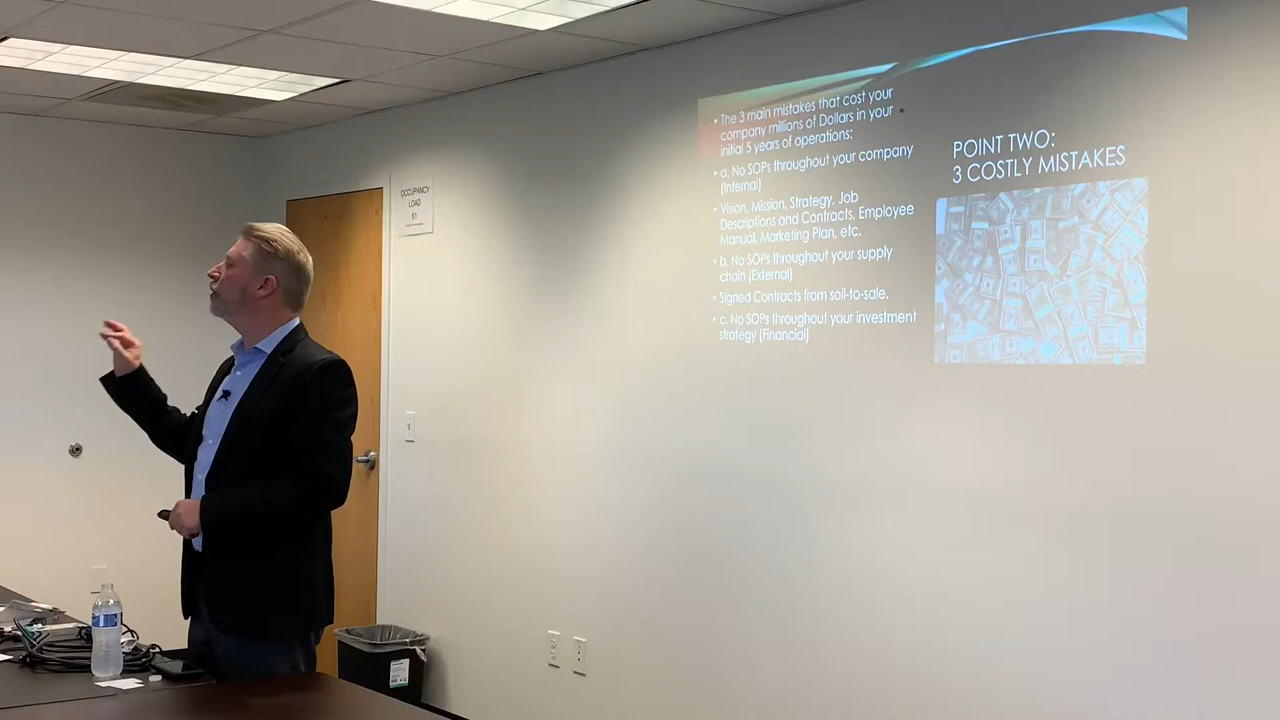 • The 3 main mistakes that cost your
company millions of Dollars in your
initial 5 years of operations:
• a. No SOPs throughout your company
(Internal)
• Vision, Mission, Strategy, Job
Descriptions and Contracts, Employee
Manual, Marketing Plan, etc.
• b. No SOPs throughout your supply
chain (External)
• Signed Contracts from soil-to-sale.
• c. No SOPs throughout your investment
strategy (Financial)
POINT TWO:
3 COSTLY MISTAKES
OCCUPANCY
LOAD
61